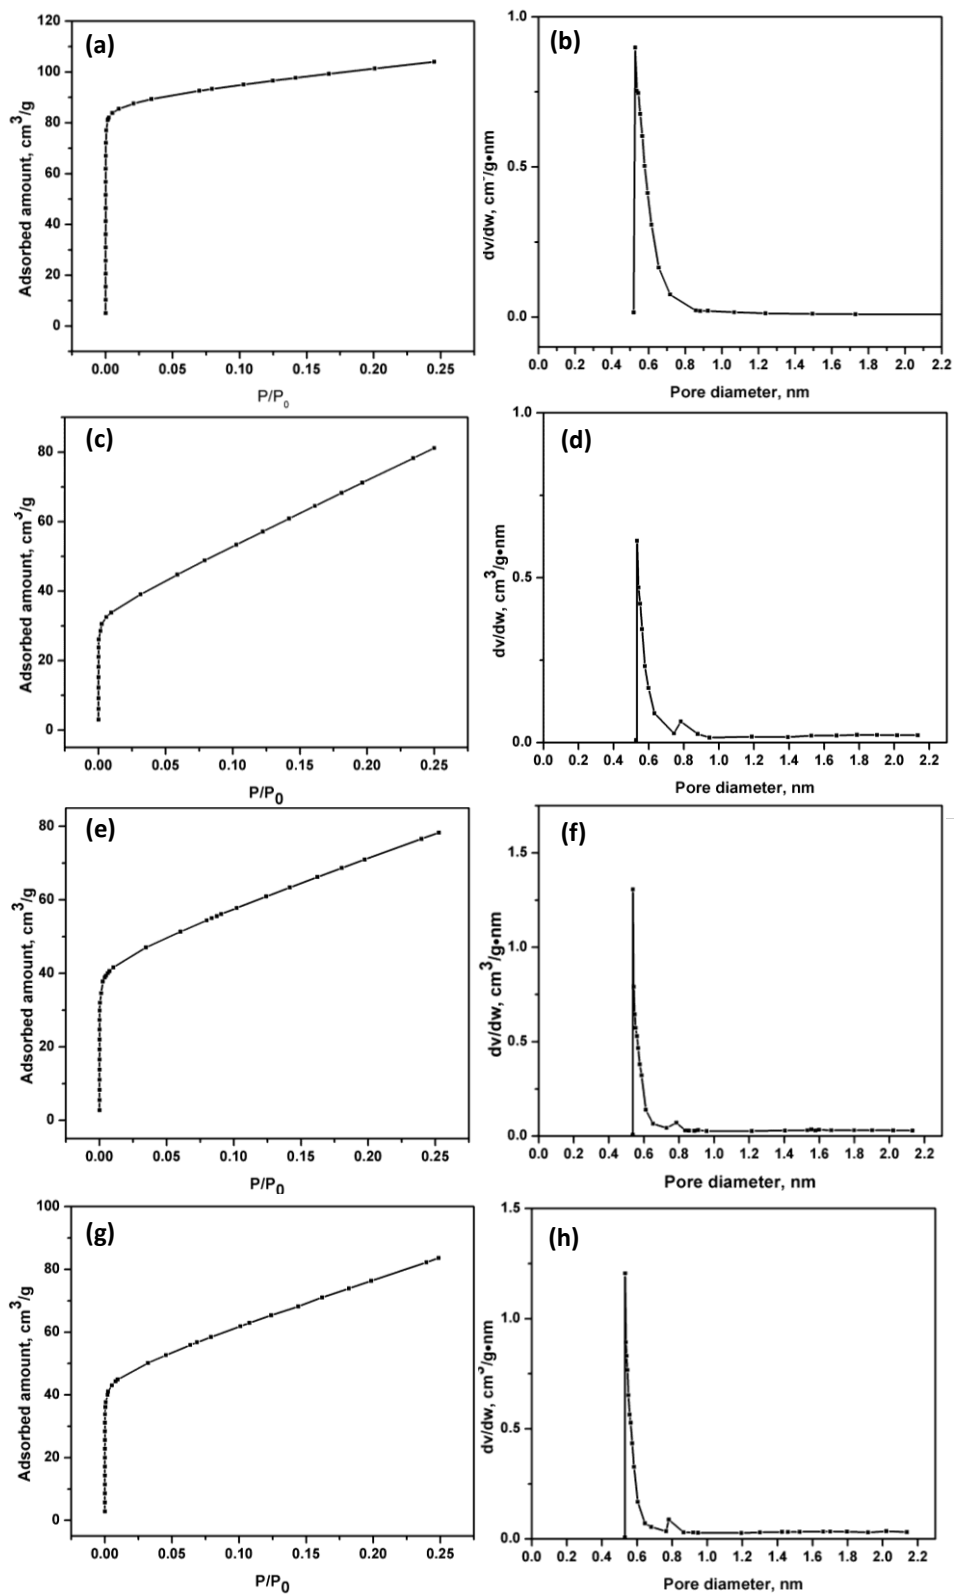 (a)
120
100
80
60
40
20
0
Adsorbed amount, cm3/g
0.00 0.05 0.10 0.15 0.20 0.25
P/P0
(b)
1.0
0.5
0.0
dv/dw, cm3/g•nm
0.0 0.2 0.4 0.6 0.8 1.0 1.2 1.4 1.6 1.8 2.0 2.2
Pore diameter, nm
(c)
80
60
40
20
0
Adsorbed amount, cm3/g
0.00 0.05 0.10 0.15 0.20 0.25
P/P0
(d)
1.0
0.5
0.0
dv/dw, cm3/g•nm
0.0 0.2 0.4 0.6 0.8 1.0 1.2 1.4 1.6 1.8 2.0 2.2
Pore diameter, nm
(e)
80
60
40
20
0
Adsorbed amount, cm3/g
0.00 0.05 0.10 0.15 0.20 0.25
P/P0
(f)
1.5
1.0
0.5
0.0
dv/dw, cm3/g•nm
0.0 0.2 0.4 0.6 0.8 1.0 1.2 1.4 1.6 1.8 2.0 2.2
Pore diameter, nm
(g)
100
80
60
40
20
0
Adsorbed amount, cm3/g
0.00 0.05 0.10 0.15 0.20 0.25
P/P0
(h)
1.5
1.0
0.5
0.0
dv/dw, cm3/g•nm
0.0 0.2 0.4 0.6 0.8 1.0 1.2 1.4 1.6 1.8 2.0 2.2
Pore diameter, nm